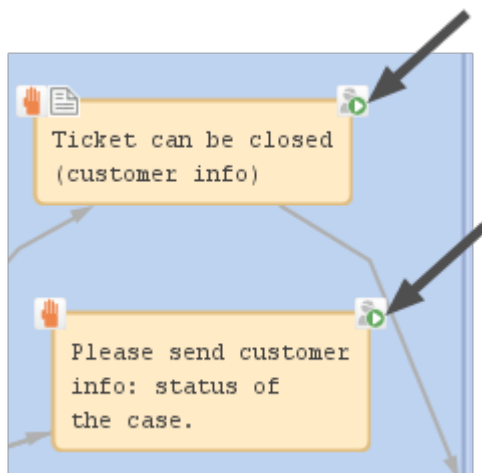 Ticket can be closed
(customer info)
Please send customer
info: status of
the case.